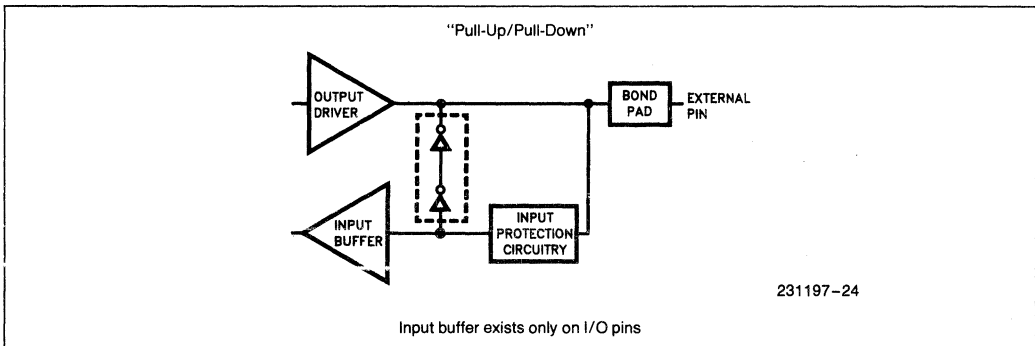 "Pull-Up/Pull-Down"
OUTPUT
DRIVER
BOND
PAD
EXTERNAL
PIN
INPUT
BUFFER
INPUT
PROTECTION
CIRCUITRY
231197-24
Input buffer exists only on I/O pins